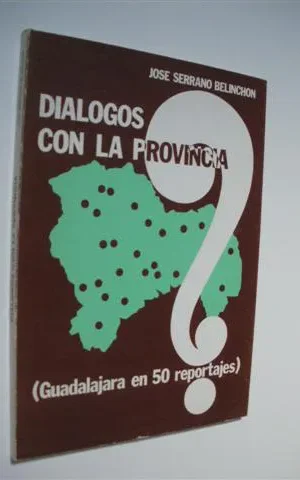 JOSE SERRANO BELINCHON
DIALOGOS
CON LA PROVINCIA
?
(Guadalajara en 50 reportajes)